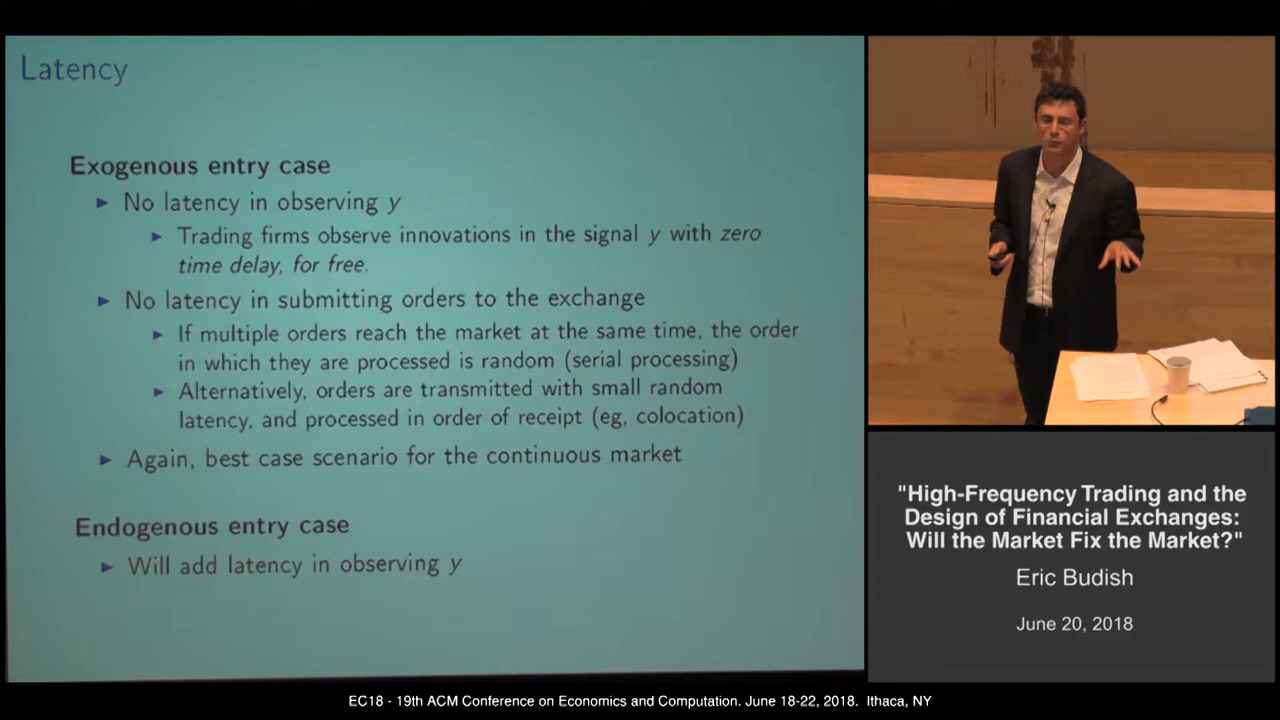 Latency
Exogenous entry case
► No latency in observing y
► Trading firms observe innovations in the signal y with zero
time delay, for free.
► No latency in submitting orders to the exchange
► If multiple orders reach the market at the same time, the order
in which they are processed is random (serial processing)
► Alternatively, orders are transmitted with small random
latency, and processed in order of receipt (eg, colocation)
► Again, best case scenario for the continuous market
Endogenous entry case
► Will add latency in observing y
"High-Frequency Trading and the
Design of Financial Exchanges:
Will the Market Fix the Market?"
Eric Budish
June 20, 2018
EC18 - 19th ACM Conference on Economics and Computation. June 18-22, 2018. Ithaca, NY